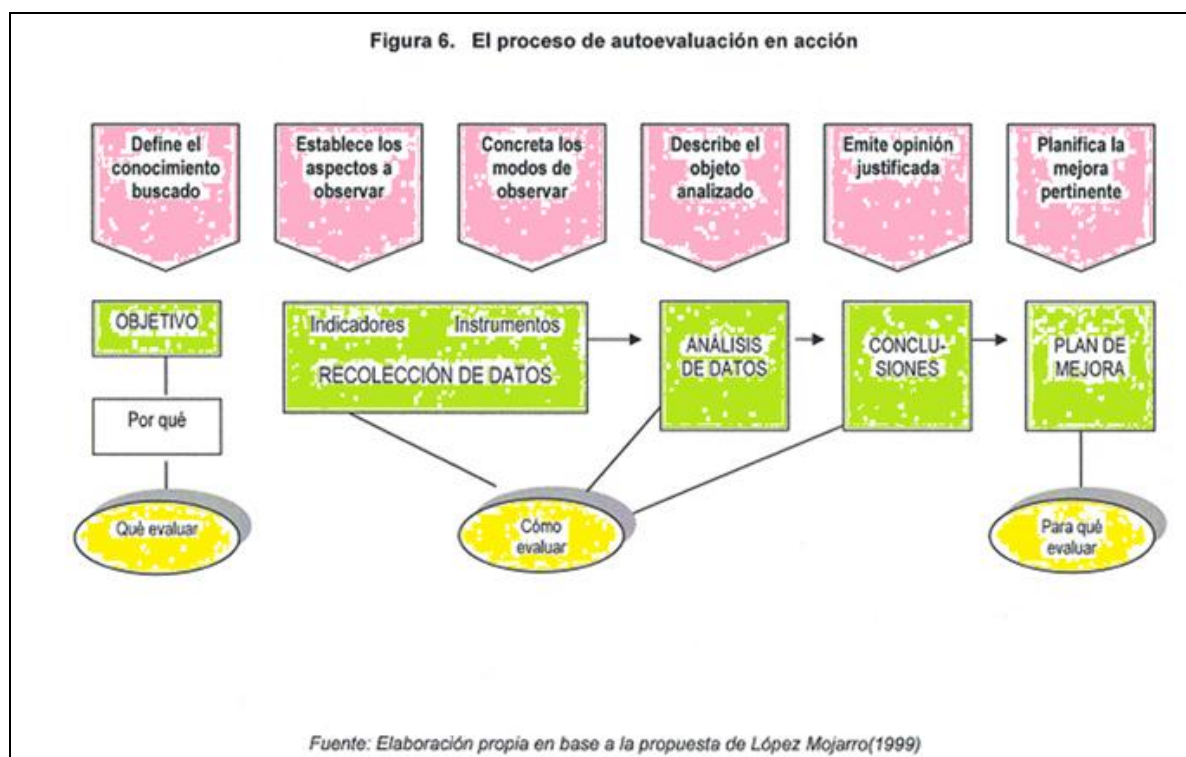 Figura 6. El proceso de autoevaluación en acción
Define el
conocimiento
buscado
Establece los
aspectos a
observar
Concreta los
modos de
observar
Describe el
objeto
analizado
Emite opinión
justificada
Planifica la
mejora
pertinente
OBJETIVO
Indicadores Instrumentos
RECOLECCIÓN DE DATOS
ANÁLISIS
DE DATOS
CONCLU-
SIONES
PLAN DE
MEJORA
Por qué
Qué evaluar
Cómo
evaluar
Para qué
evaluar
Fuente: Elaboración propia en base a la propuesta de López Mojarro(1999)